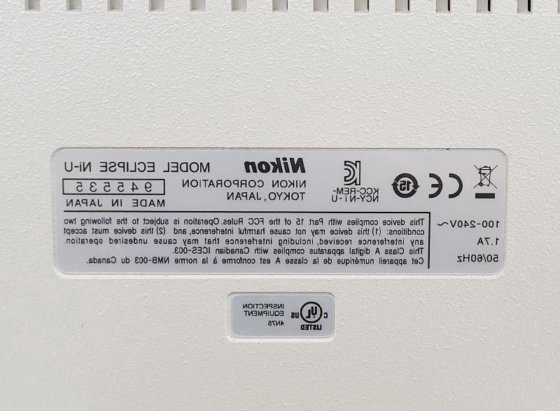 Nikon MODEL ECLIPSE Ni-U
NIKON CORPORATION 945535
TOKYO, JAPAN MADE IN JAPAN
KCC-REM-
NCY-Ni-U
15
CE
100-240V~
1.7A
50/60Hz
This device complies with Part 15 of the FCC Rules Operation is subject to the following two
conditions: (1) this device may not cause harmful interference, and (2) this device must accept
any interference received, including interference that may cause undesired operation.
This Class A digital apparatus complies with Canadian ICES-003.
Cet appareil numérique de la classe A est conforme à la norme NMB-003 du Canada.
C UL US
LISTED
INSPECTION
EQUIPMENT
4N75